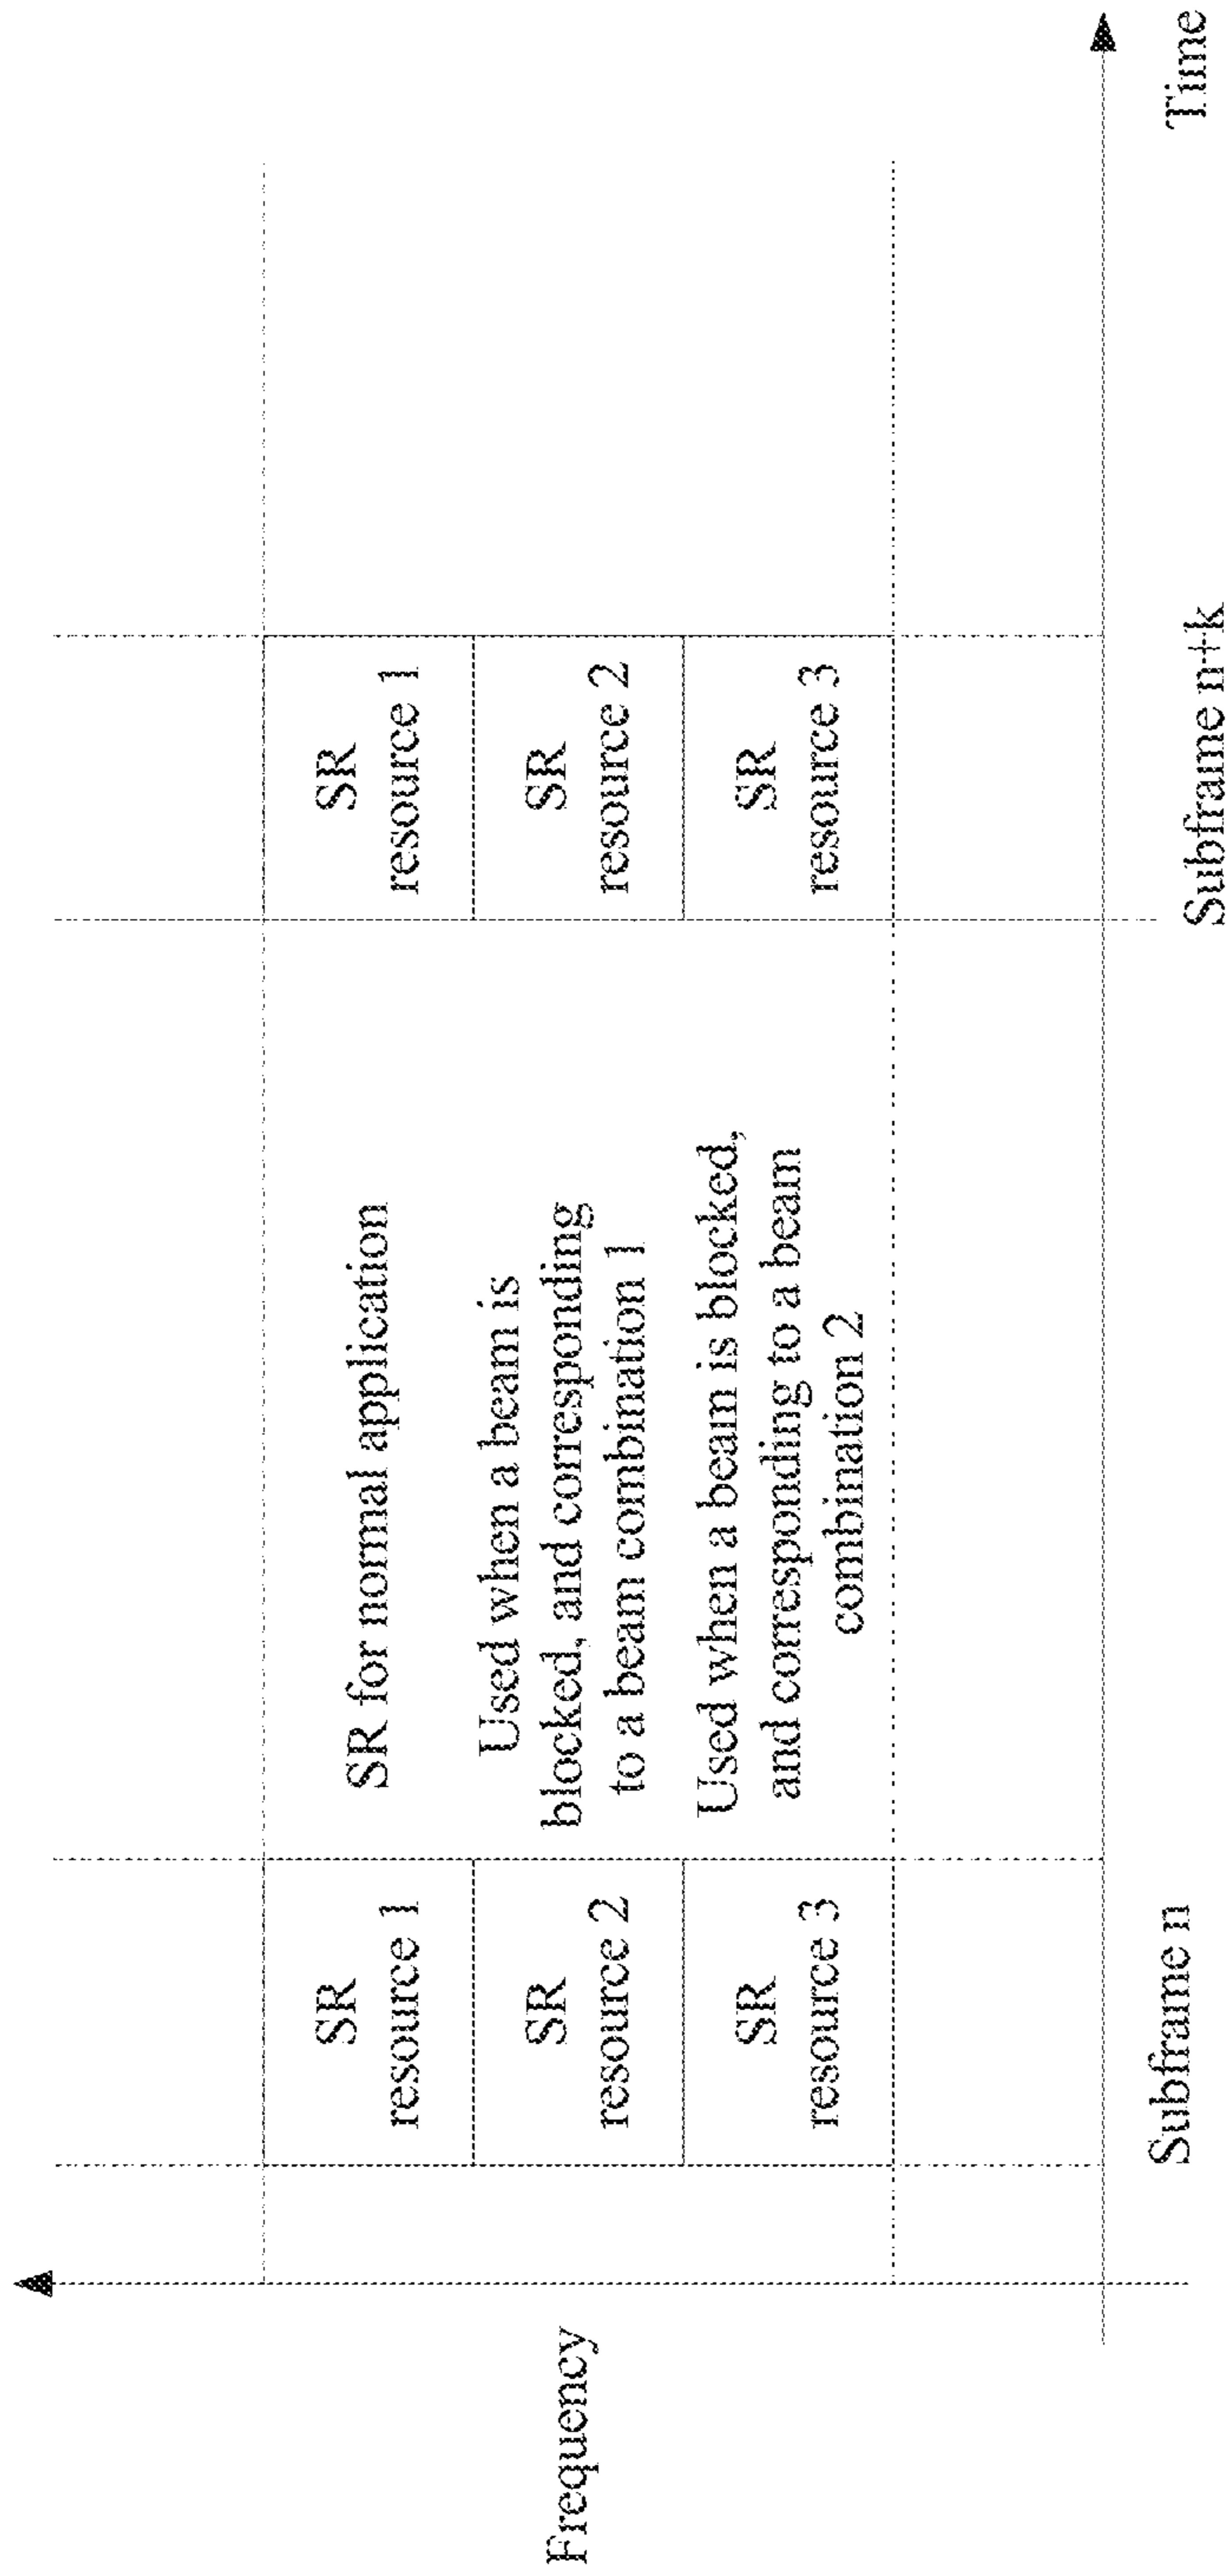 Frequency
SR
resource 1
SR
resource 2
SR
resource 3
SR for normal application
Used when a beam is
blocked, and corresponding
to a beam combination 1
Used when a beam is blocked,
and corresponding to a beam
combination 2
SR
resource 1
SR
resource 2
SR
resource 3
Subframe n
Subframe n+k
Time